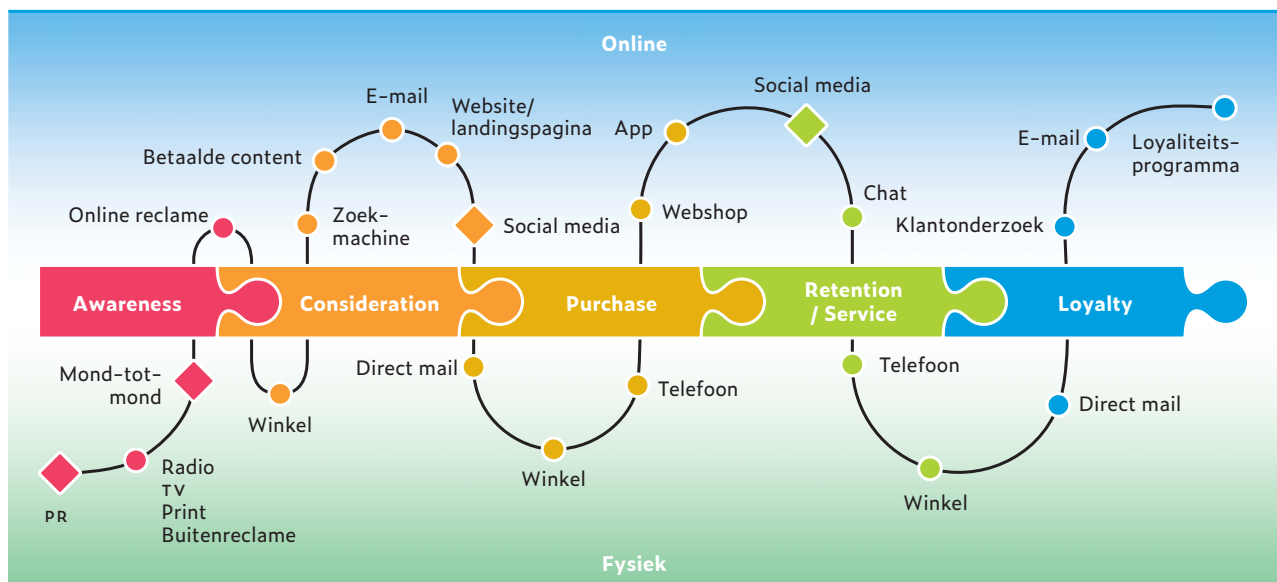 Online
Social media
E-mail
Website/
landingspagina
App
E-mail
Loyaliteits-
programma
Betaalde content
Online reclame
Zoek-
machine
Social media
Webshop
Chat
Klantonderzoek
Awareness
Consideration
Purchase
Retention
/ Service
Loyalty
Mond-tot-
mond
Winkel
Direct mail
Telefoon
Telefoon
Direct mail
Winkel
Winkel
PR
Radio
TV
Print
Buitenreclame
Fysiek